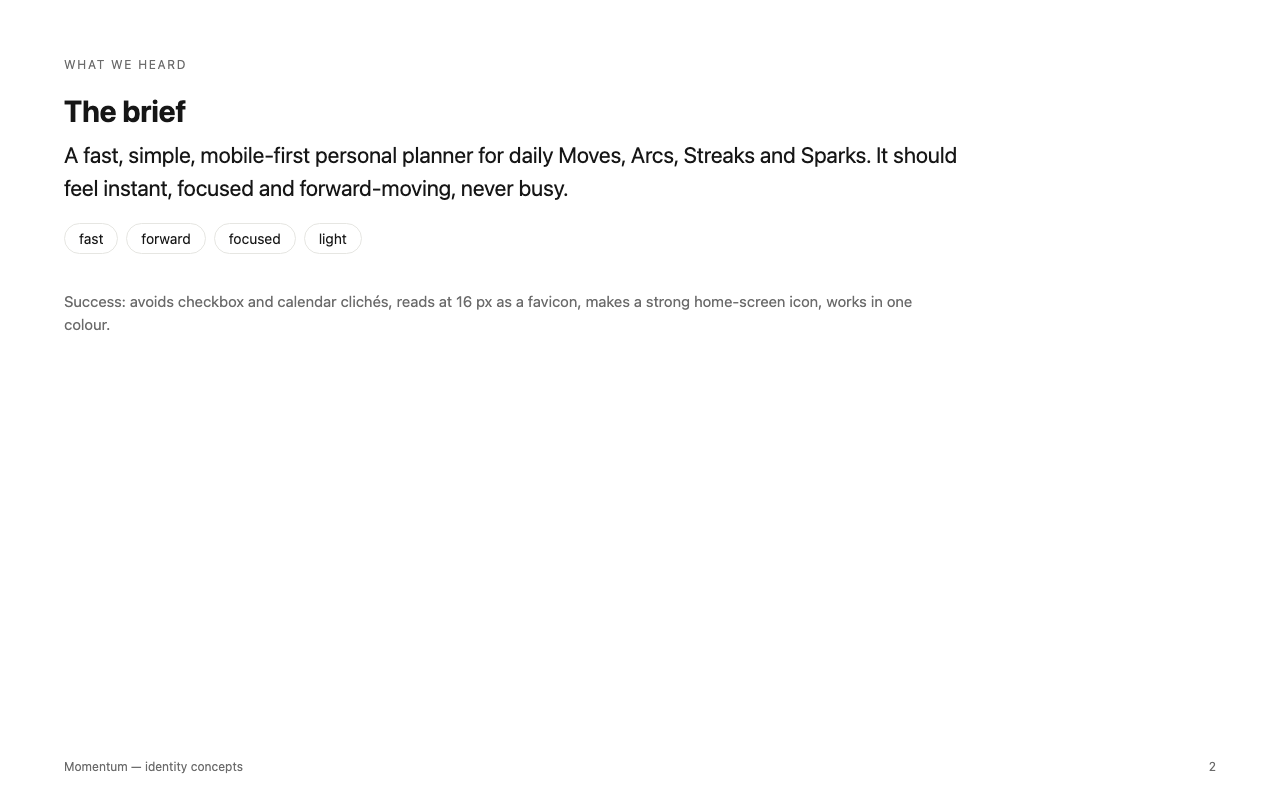 WHAT WE HEARD
The brief
A fast, simple, mobile-first personal planner for daily Moves, Arcs, Streaks and Sparks. It should
feel instant, focused and forward-moving, never busy.
fast
forward
focused
light
Success: avoids checkbox and calendar clichés, reads at 16 px as a favicon, makes a strong home-screen icon, works in one
colour.
Momentum — identity concepts
2